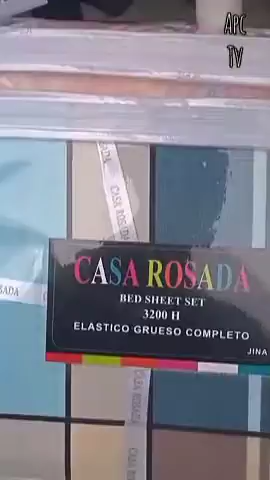 APC
TV
CASA ROSADA
CASA ROSADA
BED SHEET SET
3200 H
ELASTICO GRUESO COMPLETO
JINA
CASA ROSADA